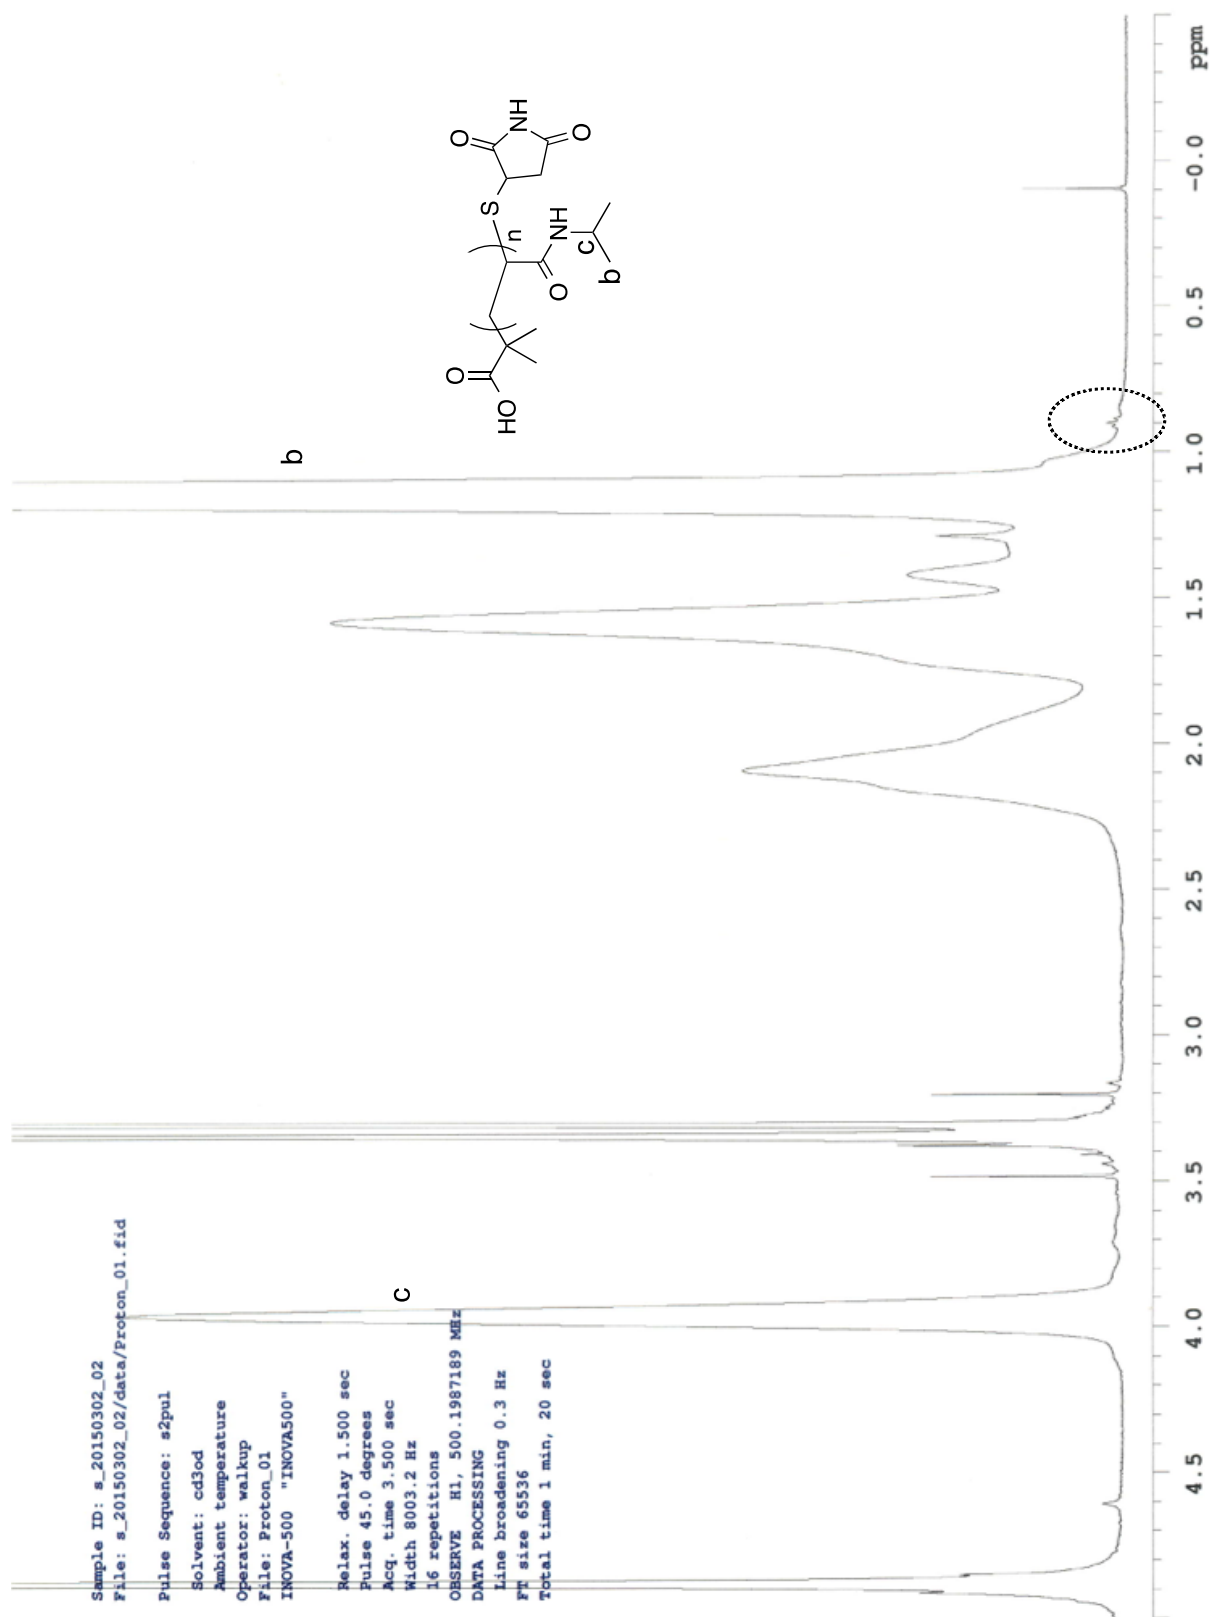 Sample ID: s_20150302_02
File: s_20150302_02/data/Proton_01.fid
Pulse Sequence: s2pul
Solvent: cd3od
Ambient temperature
Operator: walkup
File: Proton_01
INOVA-500 "INOVA500"
Relax. delay 1.500 sec
Pulse 45.0 degrees
Acq. time 3.500 sec
Width 8003.2 Hz
16 repetitions
OBSERVE H1, 500.1987189 MHz
DATA PROCESSING
Line broadening 0.3 Hz
FT size 65536
Total time 1 min, 20 sec
c
b
O
HO
O
NH
c
b
n
S
O
NH
O
4.5 4.0 3.5 3.0 2.5 2.0 1.5 1.0 0.5 -0.0 ppm